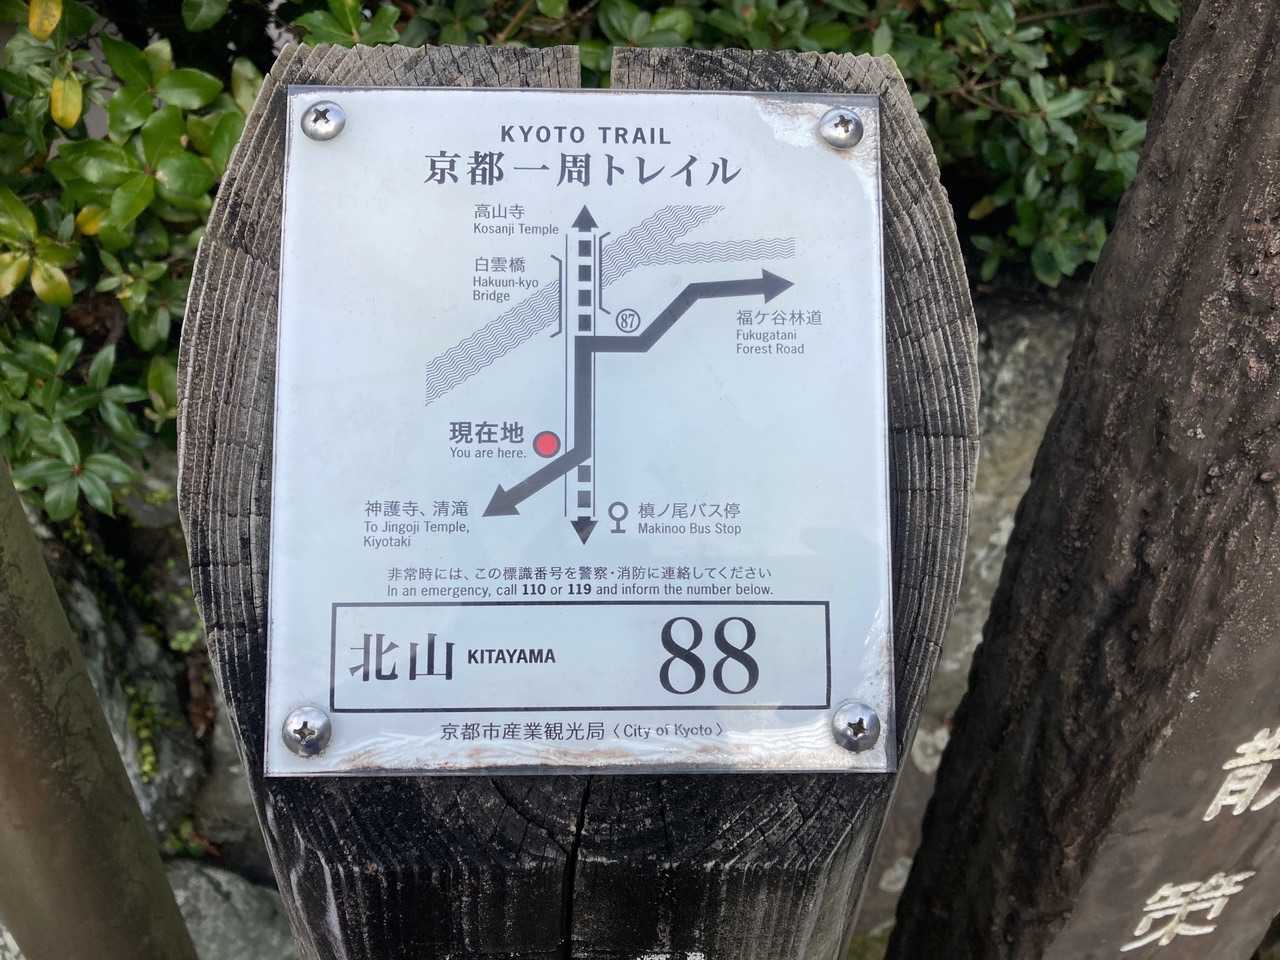 KYOTO TRAIL
京都一周トレイル
高山寺
Kosanji Temple
白雲橋
Hakuun-kyo
Bridge
87
福ケ谷林道
Fukugatani
Forest Road
現在地
You are here.
神護寺、清滝
To Jingoji Temple,
Kiyotaki
槙ノ尾バス停
Makinoo Bus Stop
非常時には、この標識番号を警察・消防に連絡してください
In an emergency, call 110 or 119 and inform the number below.
北山 KITAYAMA 88
京都市産業観光局〈City of Kyoto〉
散
策